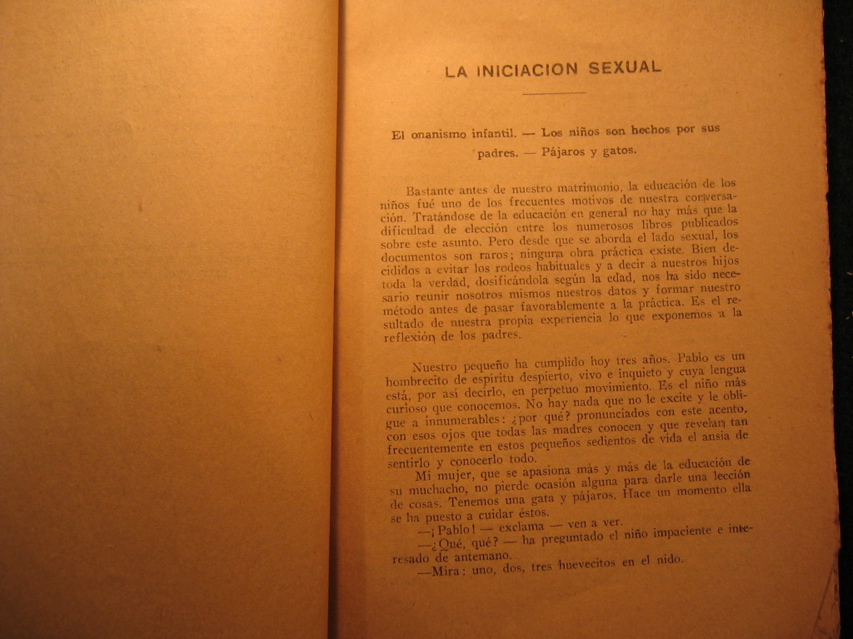 LA INICIACION SEXUAL
El onanismo infantil. — Los niños son hechos por sus
padres. — Pájaros y gatos.
Bastante antes de nuestro matrimonio, la educación de los
niños fué uno de los frecuentes motivos de nuestra conversa-
ción. Tratándose de la educación en general no hay más que la
dificultad de elección entre los numerosos libros publicados
sobre este asunto. Pero desde que se aborda el lado sexual, los
documentos son raros; ninguna obra práctica existe. Bien de-
cididos a evitar los rodeos habituales y a decir a nuestros hijos
toda la verdad, dosificándola según la edad, nos ha sido nece-
sario reunir nosotros mismos nuestros datos y formar nuestro
método antes de pasar favorablemente a la práctica. Es el re-
sultado de nuestra propia experiencia lo que exponemos a la
reflexión de los padres.
Nuestro pequeño ha cumplido hoy tres años. Pablo es un
hombrecito de espíritu despierto, vivo e inquieto y cuya lengua
está, por así decirlo, en perpetuo movimiento. Es el niño más
curioso que conocemos. No hay nada que no le excite y le obli-
gue a innumerables: ¿por qué? pronunciados con este acento,
con esos ojos que todas las madres conocen y que revelan tan
frecuentemente en estos pequeños sedientos de vida el ansia de
sentirlo y conocerlo todo.
Mi mujer, que se apasiona más y más de la educación de
su muchacho, no pierde ocasión alguna para darle una lección
de cosas. Tenemos una gata y pájaros. Hace un momento ella
se ha puesto a cuidar éstos.
—¡Pablo! — exclama — ven a ver.
—¿Qué, qué? — ha preguntado el niño impaciente e inte-
resado de antemano.
—Mira: uno, dos, tres huevecitos en el nido.